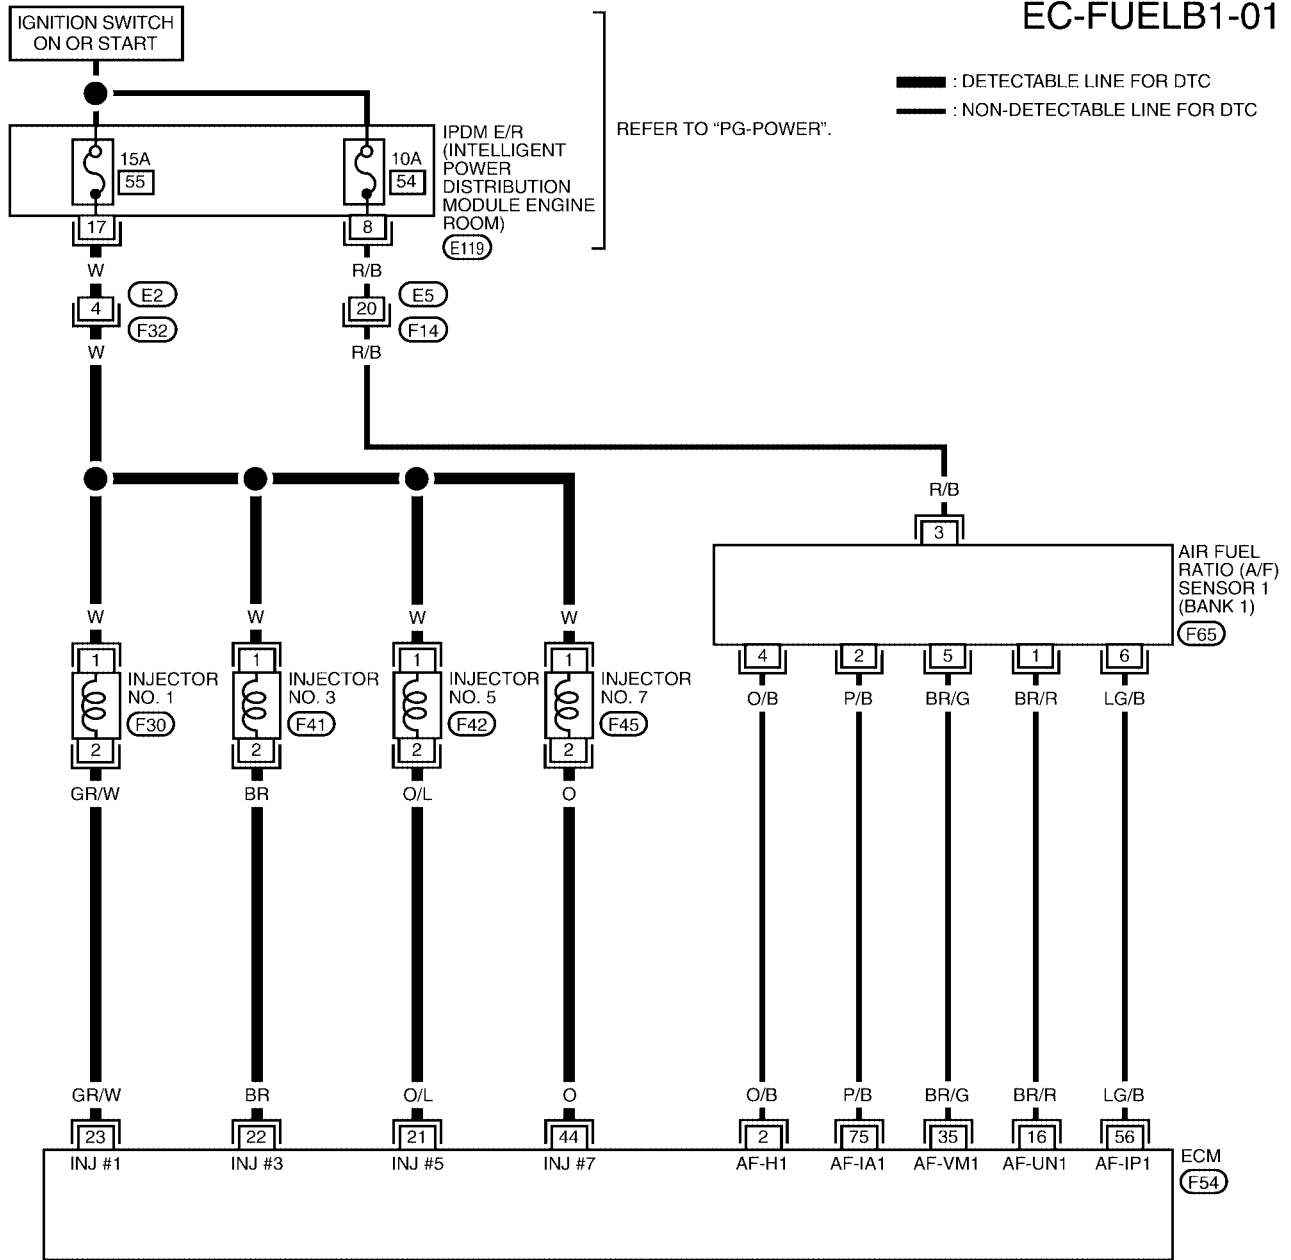 EC-FUELB1-01
IGNITION SWITCH
ON OR START
: DETECTABLE LINE FOR DTC
: NON-DETECTABLE LINE FOR DTC
REFER TO “PG-POWER”.
15A
55
10A
54
IPDM E/R
(INTELLIGENT
POWER
DISTRIBUTION
MODULE ENGINE
ROOM)
E119
17
8
W
R/B
4
E2
F32
20
E5
F14
W
R/B
R/B
3
AIR FUEL
RATIO (A/F)
SENSOR 1
(BANK 1)
F65
W
W
W
W
1
INJECTOR
NO. 1
F30
2
1
INJECTOR
NO. 3
F41
2
1
INJECTOR
NO. 5
F42
2
1
INJECTOR
NO. 7
F45
2
4
2
5
1
6
O/B
P/B
BR/G
BR/R
LG/B
GR/W
BR
O/L
O
GR/W
BR
O/L
O
O/B
P/B
BR/G
BR/R
LG/B
23
22
21
44
2
75
35
16
56
INJ #1
INJ #3
INJ #5
INJ #7
AF-H1
AF-IA1
AF-VM1
AF-UN1
AF-IP1
ECM
F54